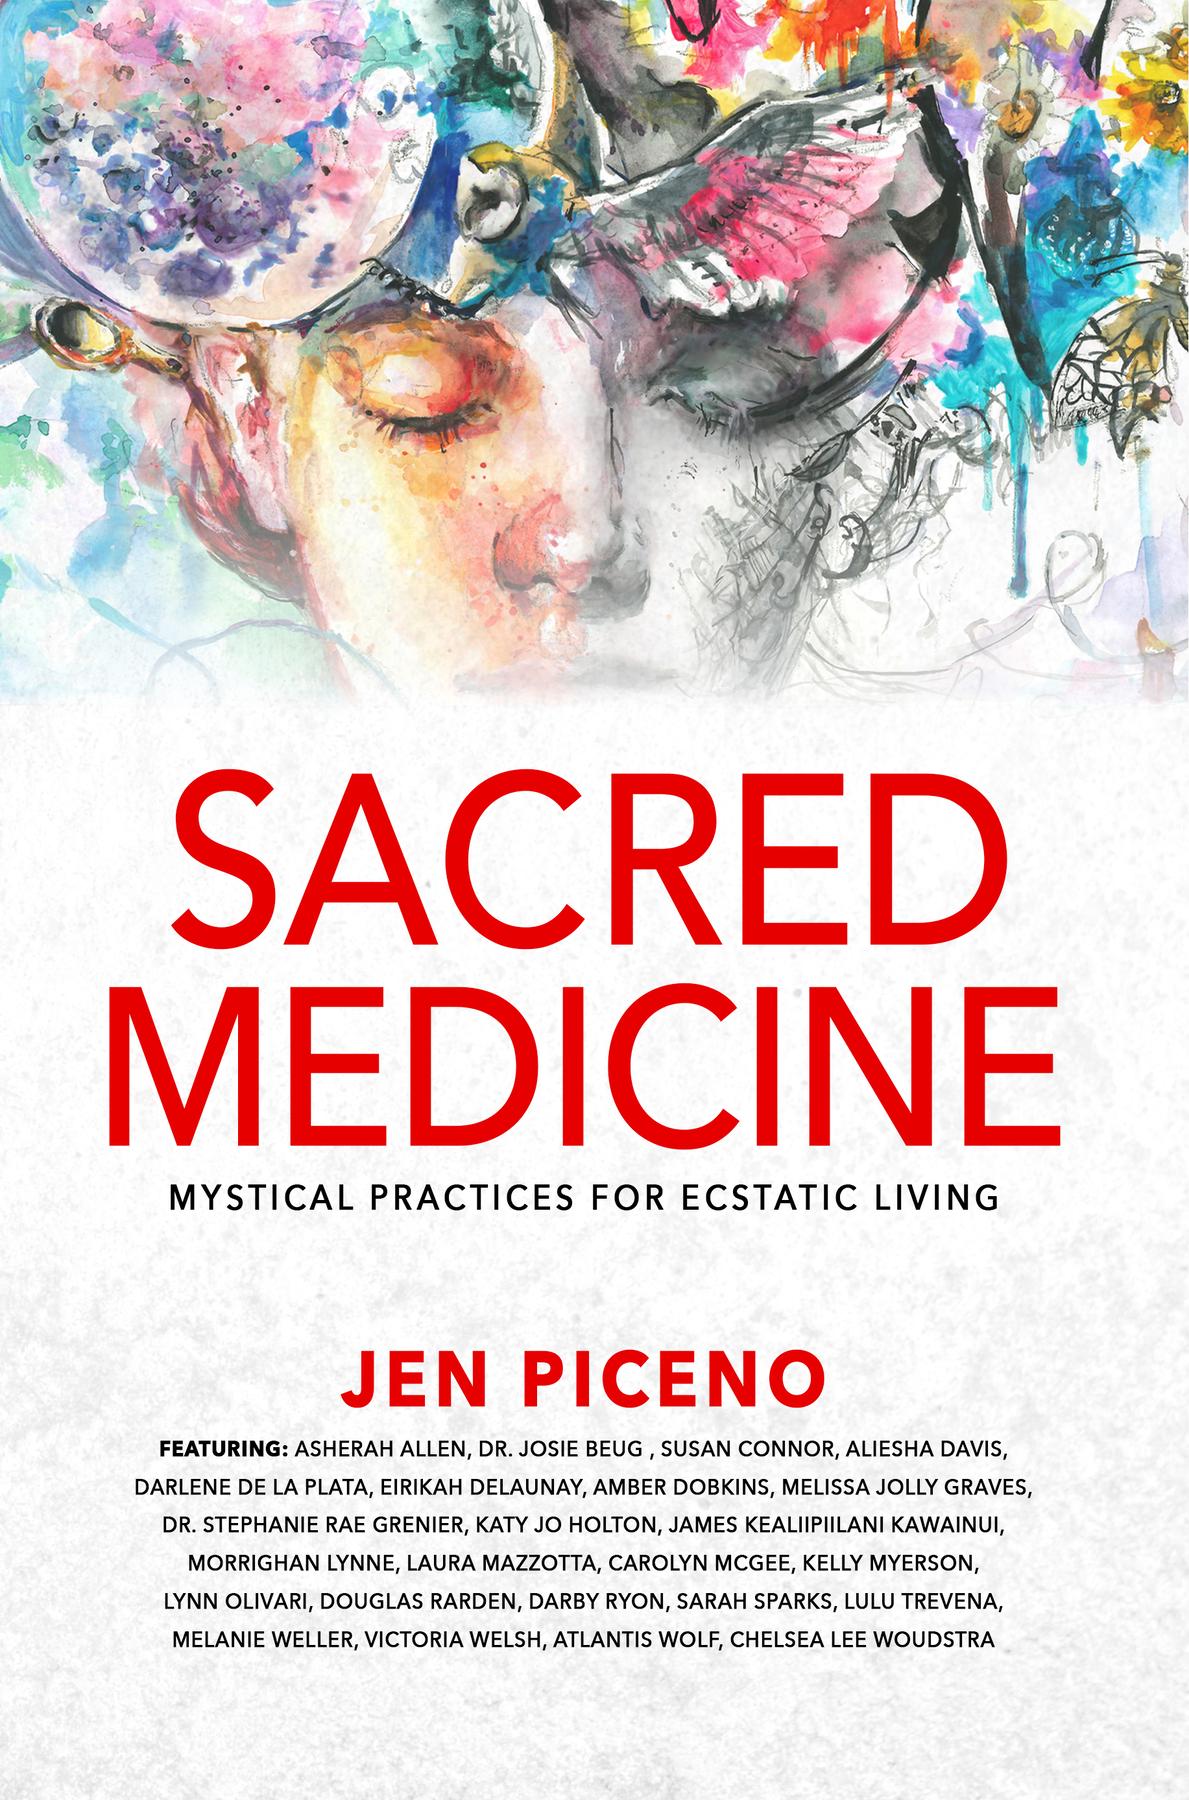 SACRED
MEDICINE
MYSTICAL PRACTICES FOR ECSTATIC LIVING
JEN PICENO
FEATURING: ASHERAH ALLEN, DR. JOSIE BEUG , SUSAN CONNOR, ALIESHA DAVIS,
DARLENE DE LA PLATA, EIRIKAH DELAUNAY, AMBER DOBKINS, MELISSA JOLLY GRAVES,
DR. STEPHANIE RAE GRENIER, KATY JO HOLTON, JAMES KEALIIPIILANI KAWAINUI,
MORRIGHAN LYNNE, LAURA MAZZOTTA, CAROLYN MCGEE, KELLY MYERSON,
LYNN OLIVARI, DOUGLAS RARDEN, DARBY RYON, SARAH SPARKS, LULU TREVENA,
MELANIE WELLER, VICTORIA WELSH, ATLANTIS WOLF, CHELSEA LEE WOUDSTRA